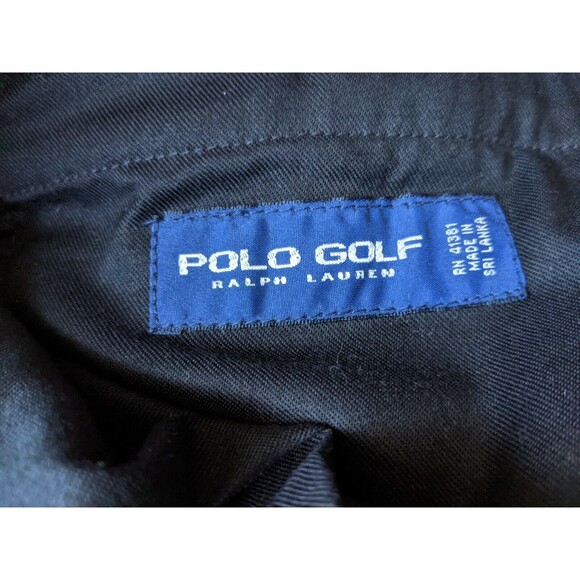 POLO GOLF
RALPH LAUREN
RN 41381
MADE IN
SRI LANKA